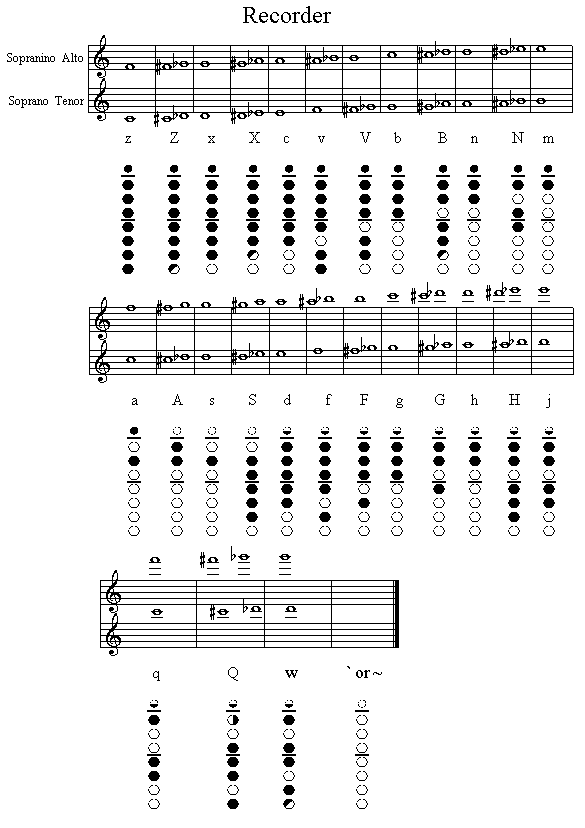 Recorder
Sopranino Alto
Soprano Tenor
z Z x X c v V b B n N m
a A s S d f F g G h H j
q Q w ` or ~